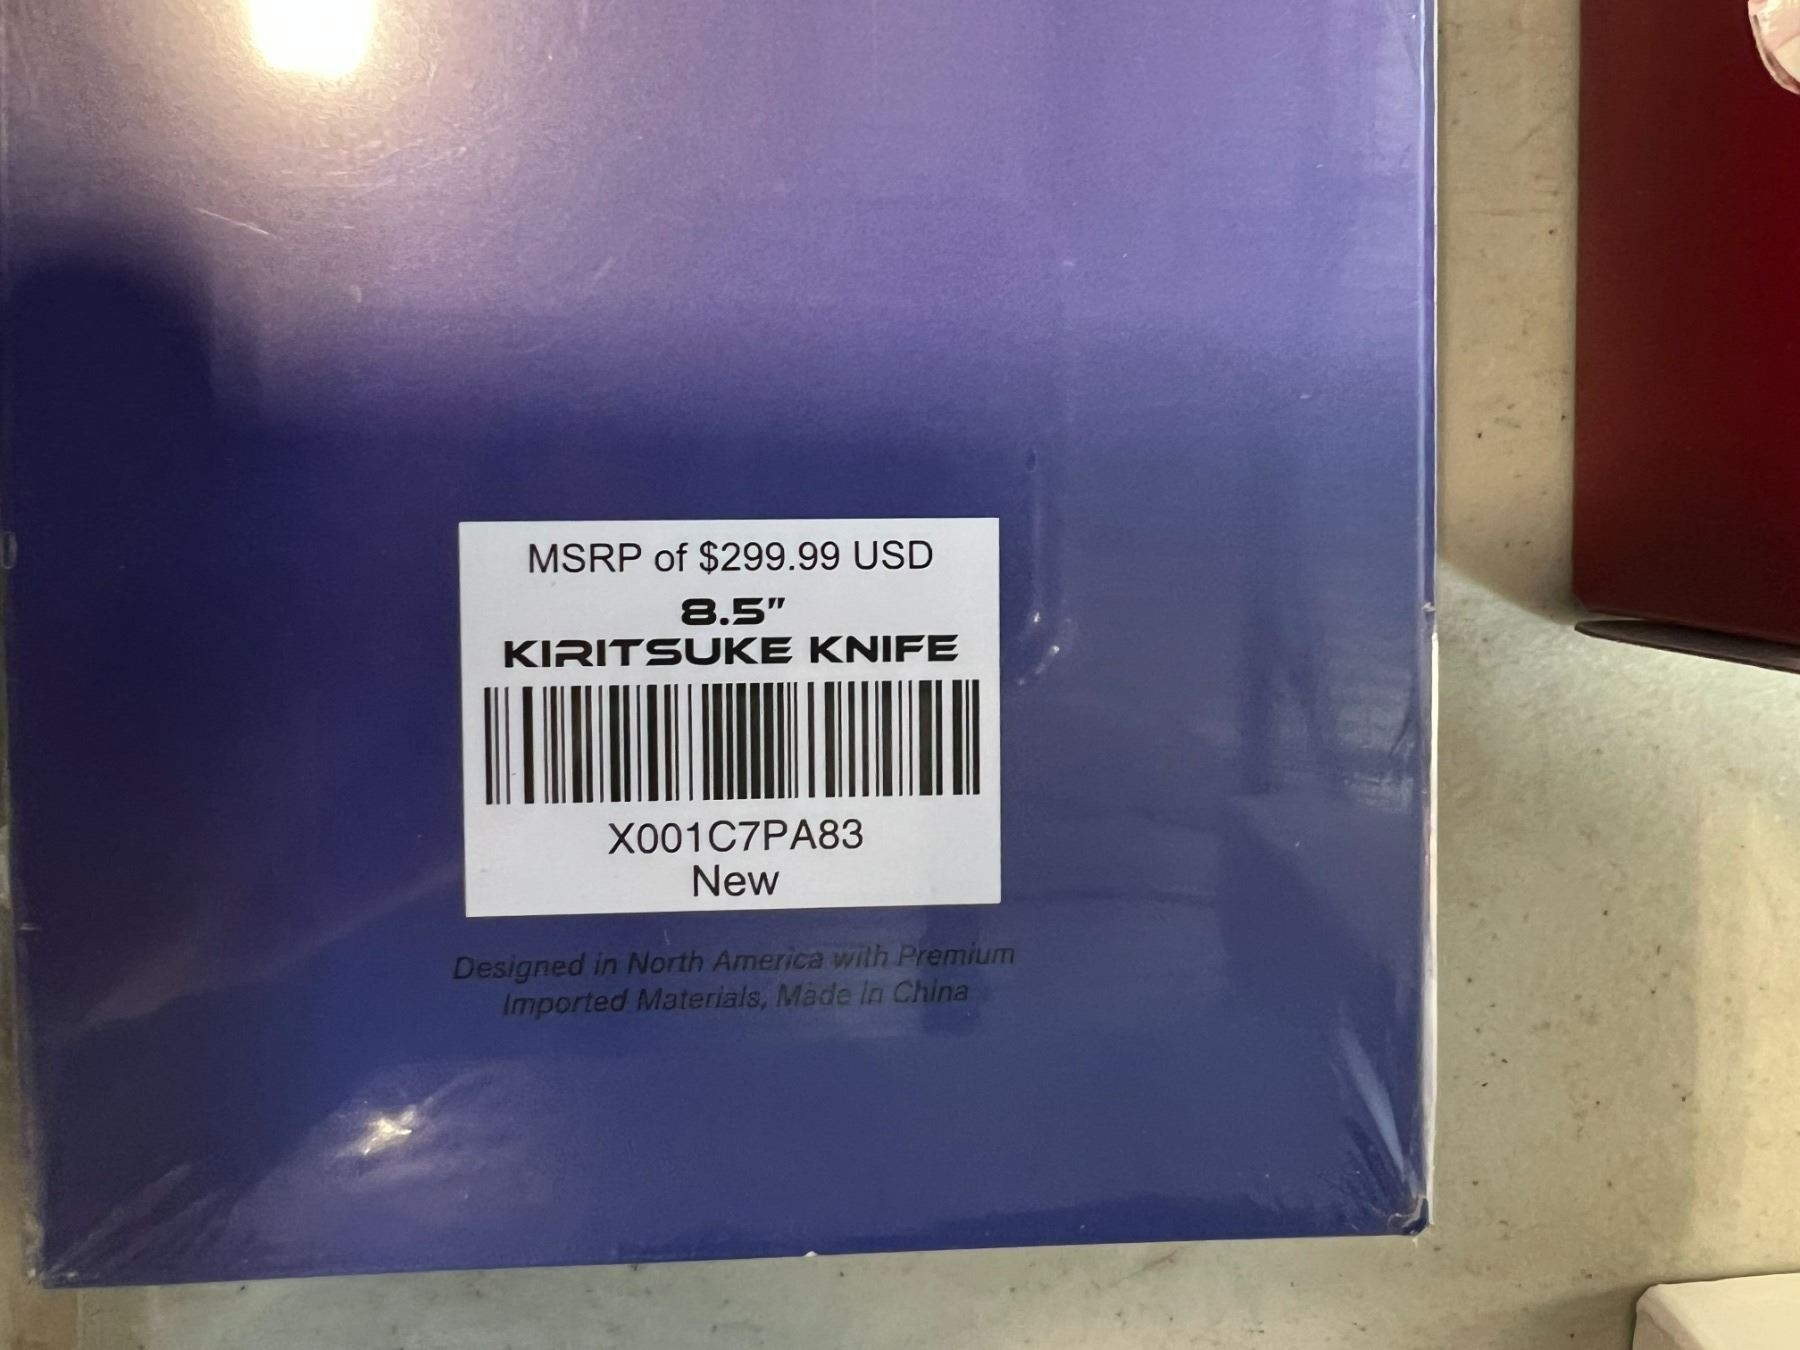 MSRP of $299.99 USD
8.5"
KIRITSUKE KNIFE
X001C7PA83
New
Designed in North America with Premium
Imported Materials, Made in China